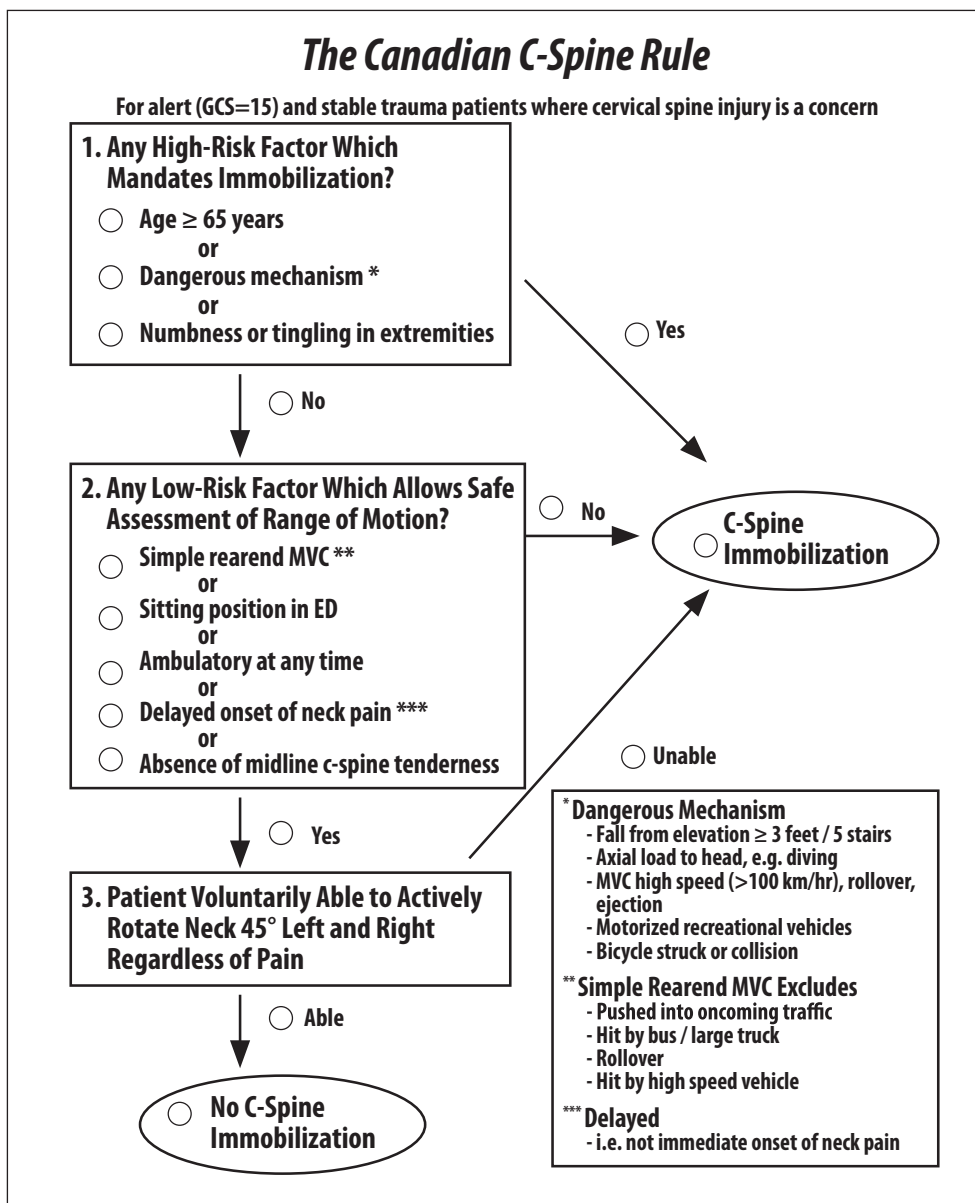 The Canadian C-Spine Rule
For alert (GCS=15) and stable trauma patients where cervical spine injury is a concern
1. Any High-Risk Factor Which
Mandates Immobilization?
Age ≥ 65 years
or
Dangerous mechanism *
or
Numbness or tingling in extremities
Yes
No
2. Any Low-Risk Factor Which Allows Safe
Assessment of Range of Motion?
Simple rearend MVC **
or
Sitting position in ED
or
Ambulatory at any time
or
Delayed onset of neck pain ***
or
Absence of midline c-spine tenderness
No
C-Spine
Immobilization
Unable
Yes
3. Patient Voluntarily Able to Actively
Rotate Neck 45° Left and Right
Regardless of Pain
Able
No C-Spine
Immobilization
* Dangerous Mechanism
- Fall from elevation ≥ 3 feet / 5 stairs
- Axial load to head, e.g. diving
- MVC high speed (>100 km/hr), rollover,
ejection
- Motorized recreational vehicles
- Bicycle struck or collision
** Simple Rearend MVC Excludes
- Pushed into oncoming traffic
- Hit by bus / large truck
- Rollover
- Hit by high speed vehicle
*** Delayed
- i.e. not immediate onset of neck pain